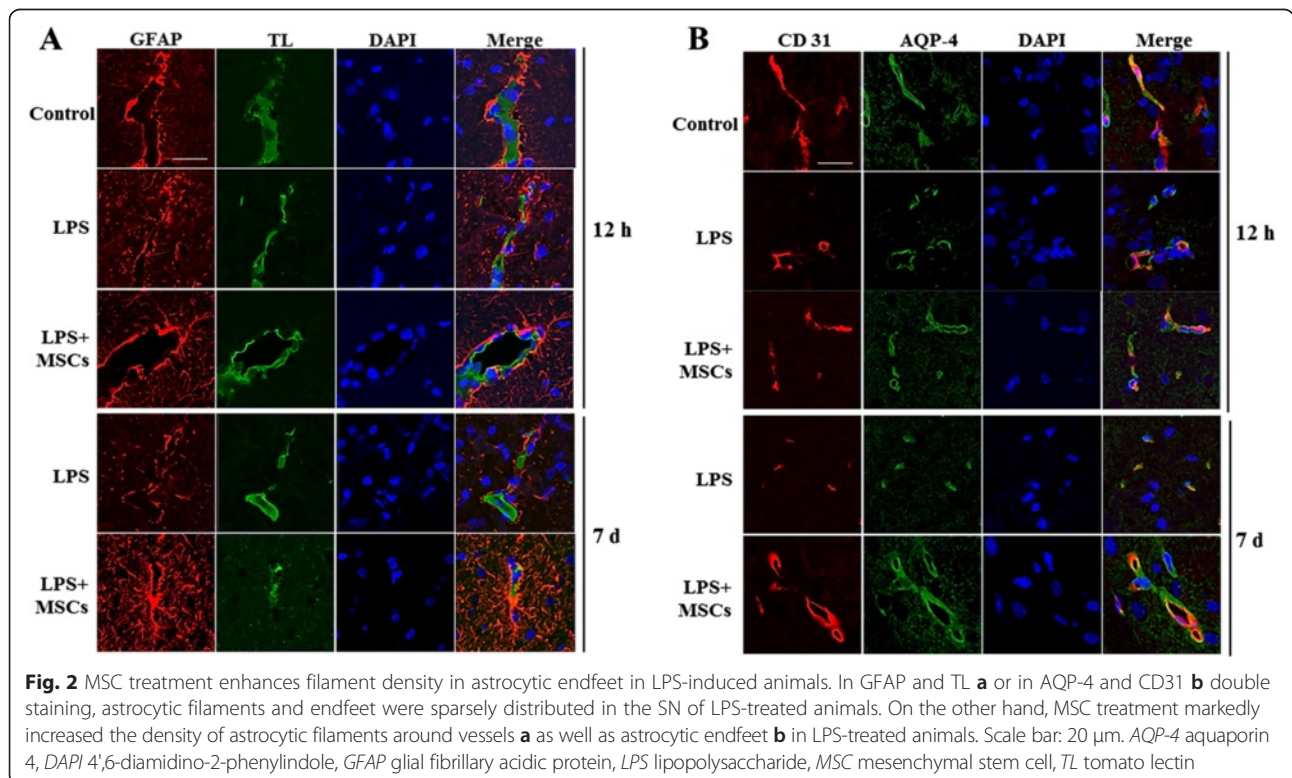 A
GFAP TL DAPI Merge
Control
LPS
12 h
LPS+
MSCs
LPS
7 d
LPS+
MSCs
B
CD 31 AQP-4 DAPI Merge
Control
LPS
12 h
LPS+
MSCs
LPS
7 d
LPS+
MSCs
Fig. 2 MSC treatment enhances filament density in astrocytic endfeet in LPS-induced animals. In GFAP and TL a or in AQP-4 and CD31 b double
staining, astrocytic filaments and endfeet were sparsely distributed in the SN of LPS-treated animals. On the other hand, MSC treatment markedly
increased the density of astrocytic filaments around vessels a as well as astrocytic endfeet b in LPS-treated animals. Scale bar: 20 μm. AQP-4 aquaporin
4, DAPI 4',6-diamidino-2-phenylindole, GFAP glial fibrillary acidic protein, LPS lipopolysaccharide, MSC mesenchymal stem cell, TL tomato lectin